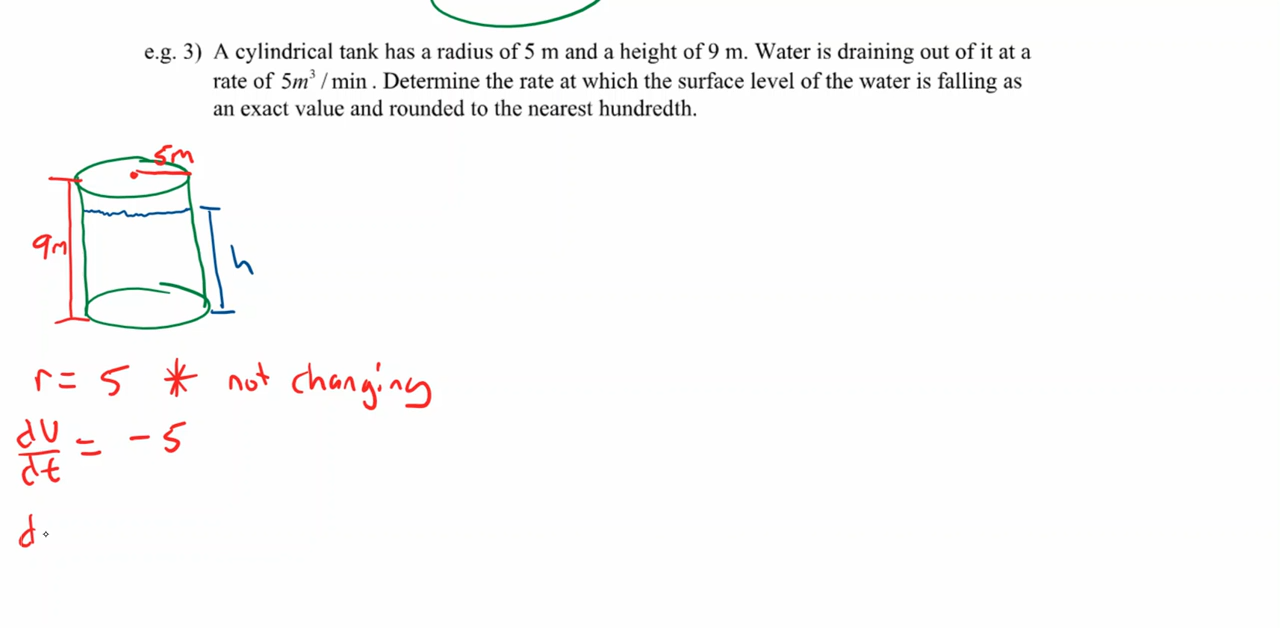 e.g. 3) A cylindrical tank has a radius of 5 m and a height of 9 m. Water is draining out of it at a
rate of 5m³ / min . Determine the rate at which the surface level of the water is falling as
an exact value and rounded to the nearest hundredth.
5m
9m
h
r = 5 * not changing
dV/dt = -5
d